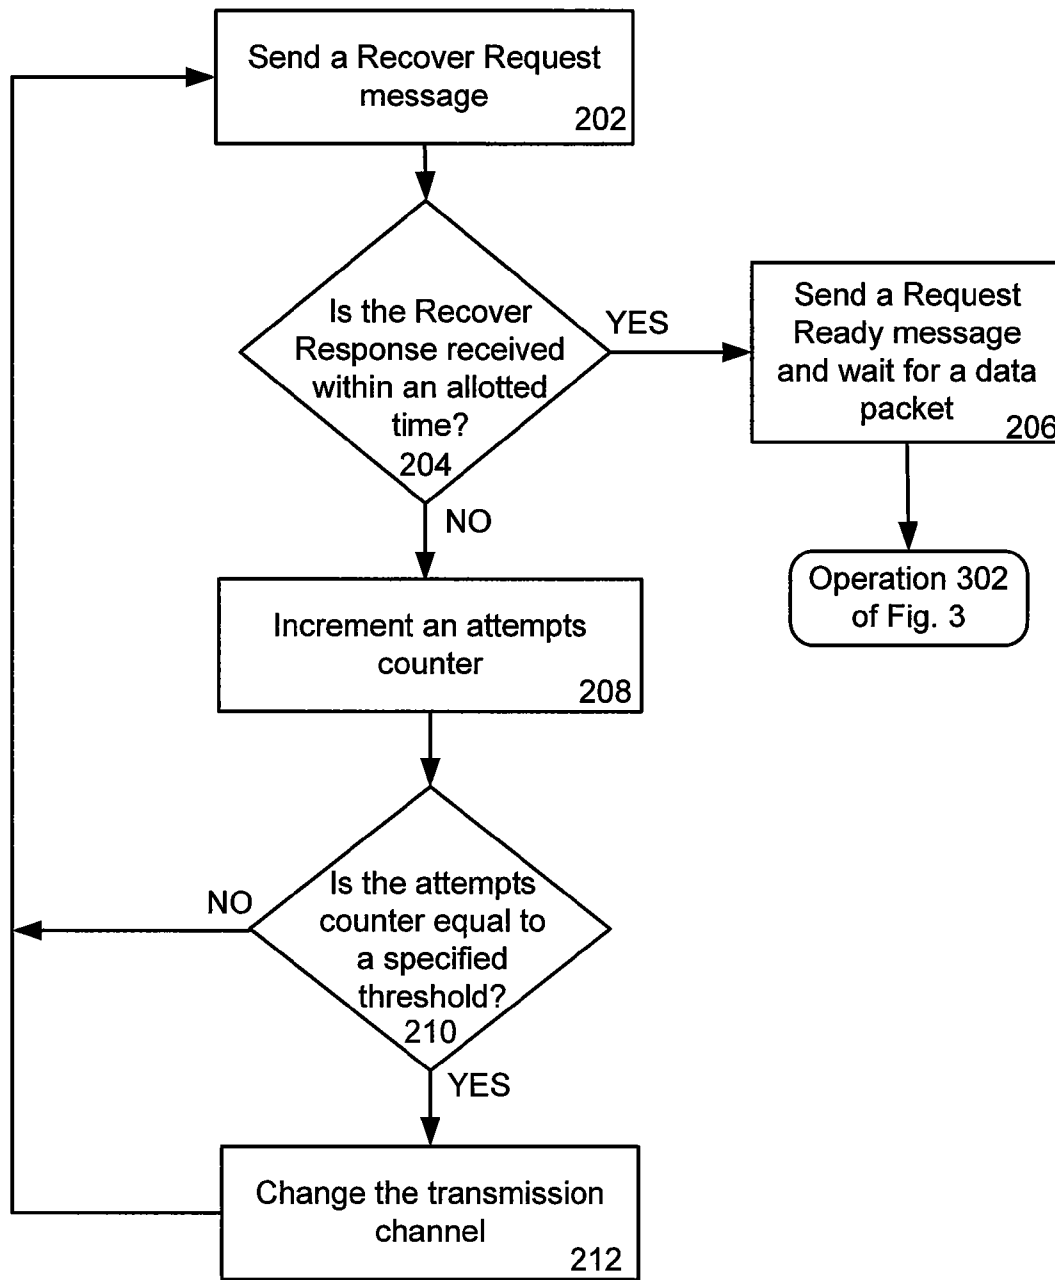 Send a Recover Request
message
202
Is the Recover
Response received
within an allotted
time?
204
YES
Send a Request
Ready message
and wait for a data
packet
206
NO
Operation 302
of Fig. 3
Increment an attempts
counter
208
NO
Is the attempts
counter equal to
a specified
threshold?
210
YES
Change the transmission
channel
212